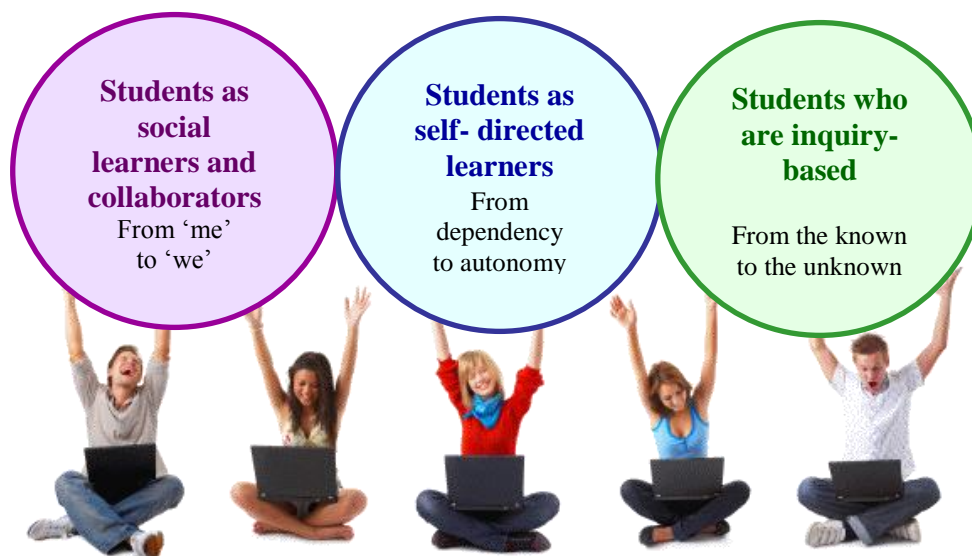 Students as
social
learners and
collaborators
From ‘me’
to ‘we’
Students as
self- directed
learners
From
dependency
to autonomy
Students who
are inquiry-
based
From the known
to the unknown